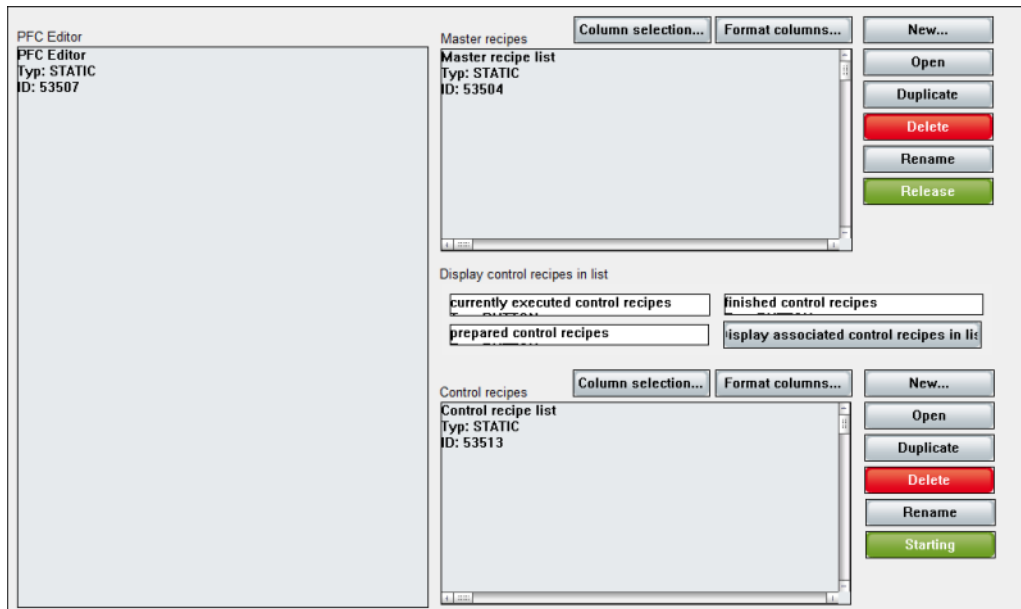 PFC Editor
PFC Editor
Typ: STATIC
ID: 53507
Master recipes
Column selection...
Format columns...
New...
Master recipe list
Typ: STATIC
ID: 53504
Open
Duplicate
Delete
Rename
Release
Display control recipes in list
currently executed control recipes
finished control recipes
prepared control recipes
display associated control recipes in lis
Control recipes
Column selection...
Format columns...
New...
Control recipe list
Typ: STATIC
ID: 53513
Open
Duplicate
Delete
Rename
Starting